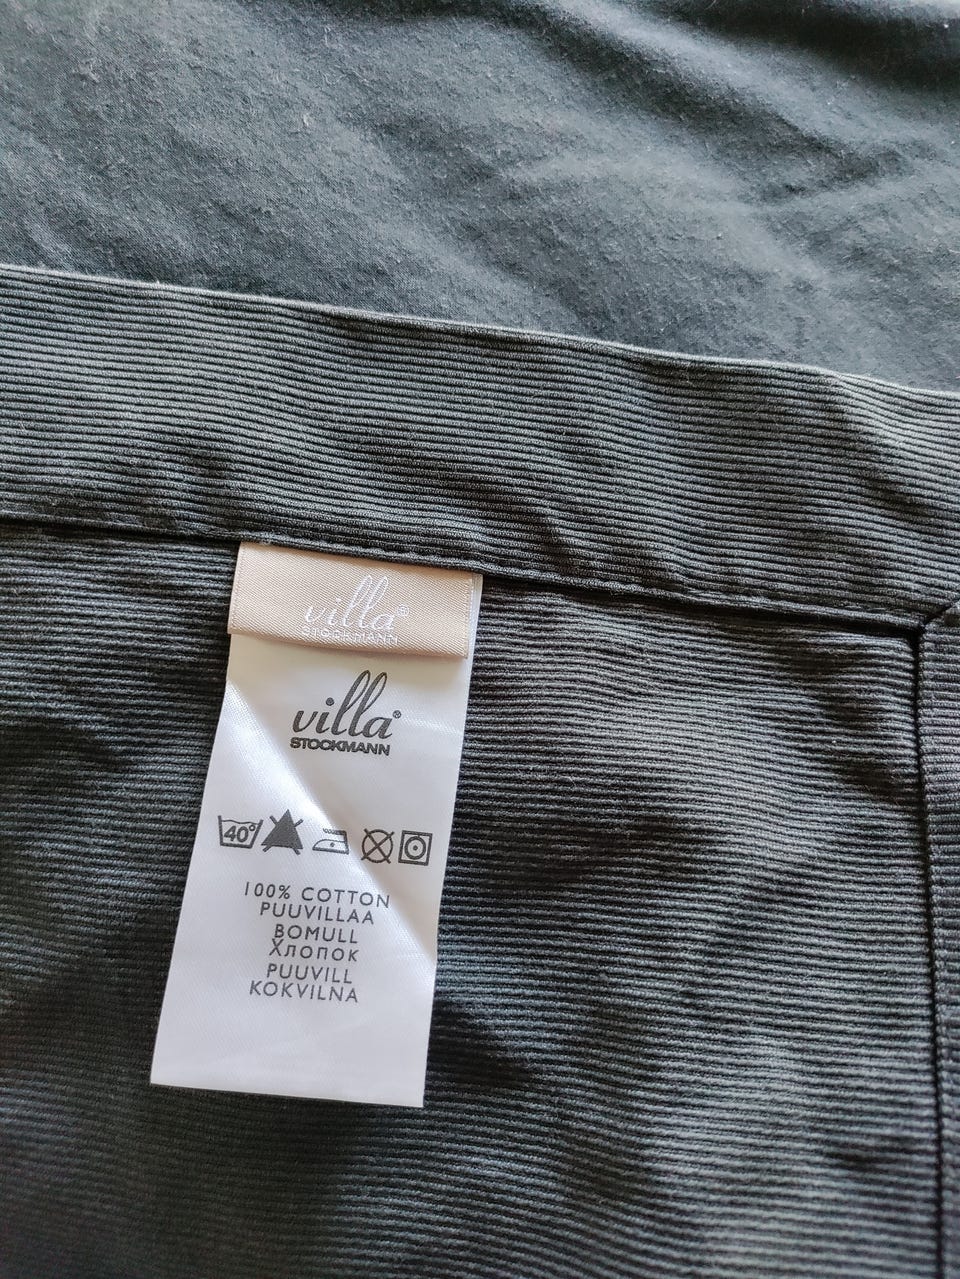 villa®
STOCKMANN
villa®
STOCKMANN
40°
100% COTTON
PUUVILLAA
BOMULL
Хлопок
PUUVILL
KOKVILNA